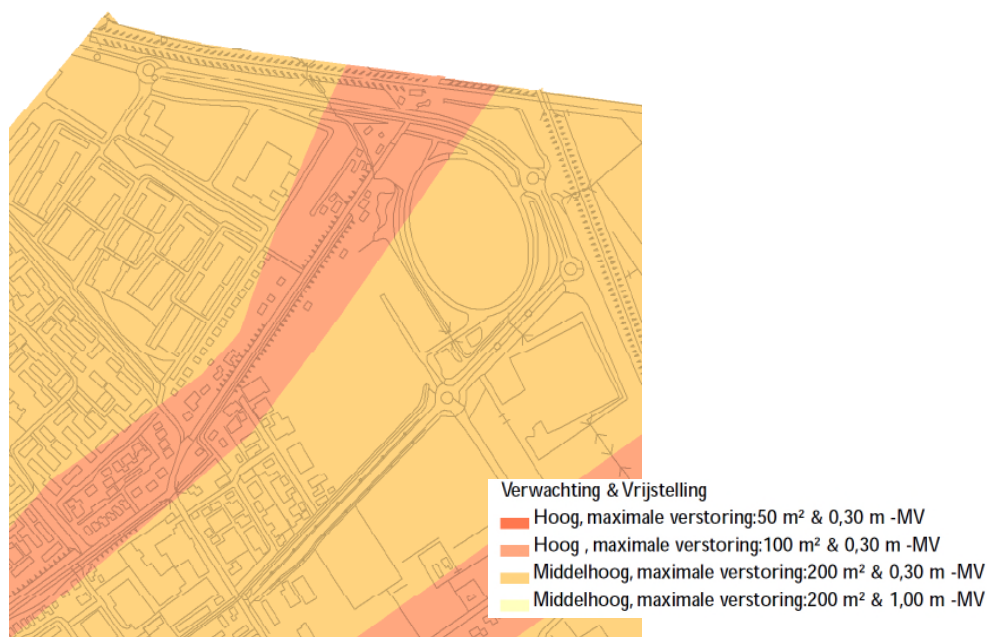 Verwachting & Vrijstelling
Hoog, maximale verstoring:50 m² & 0,30 m -MV
Hoog , maximale verstoring:100 m² & 0,30 m -MV
Middelhoog, maximale verstoring:200 m² & 0,30 m -MV
Middelhoog, maximale verstoring:200 m² & 1,00 m -MV